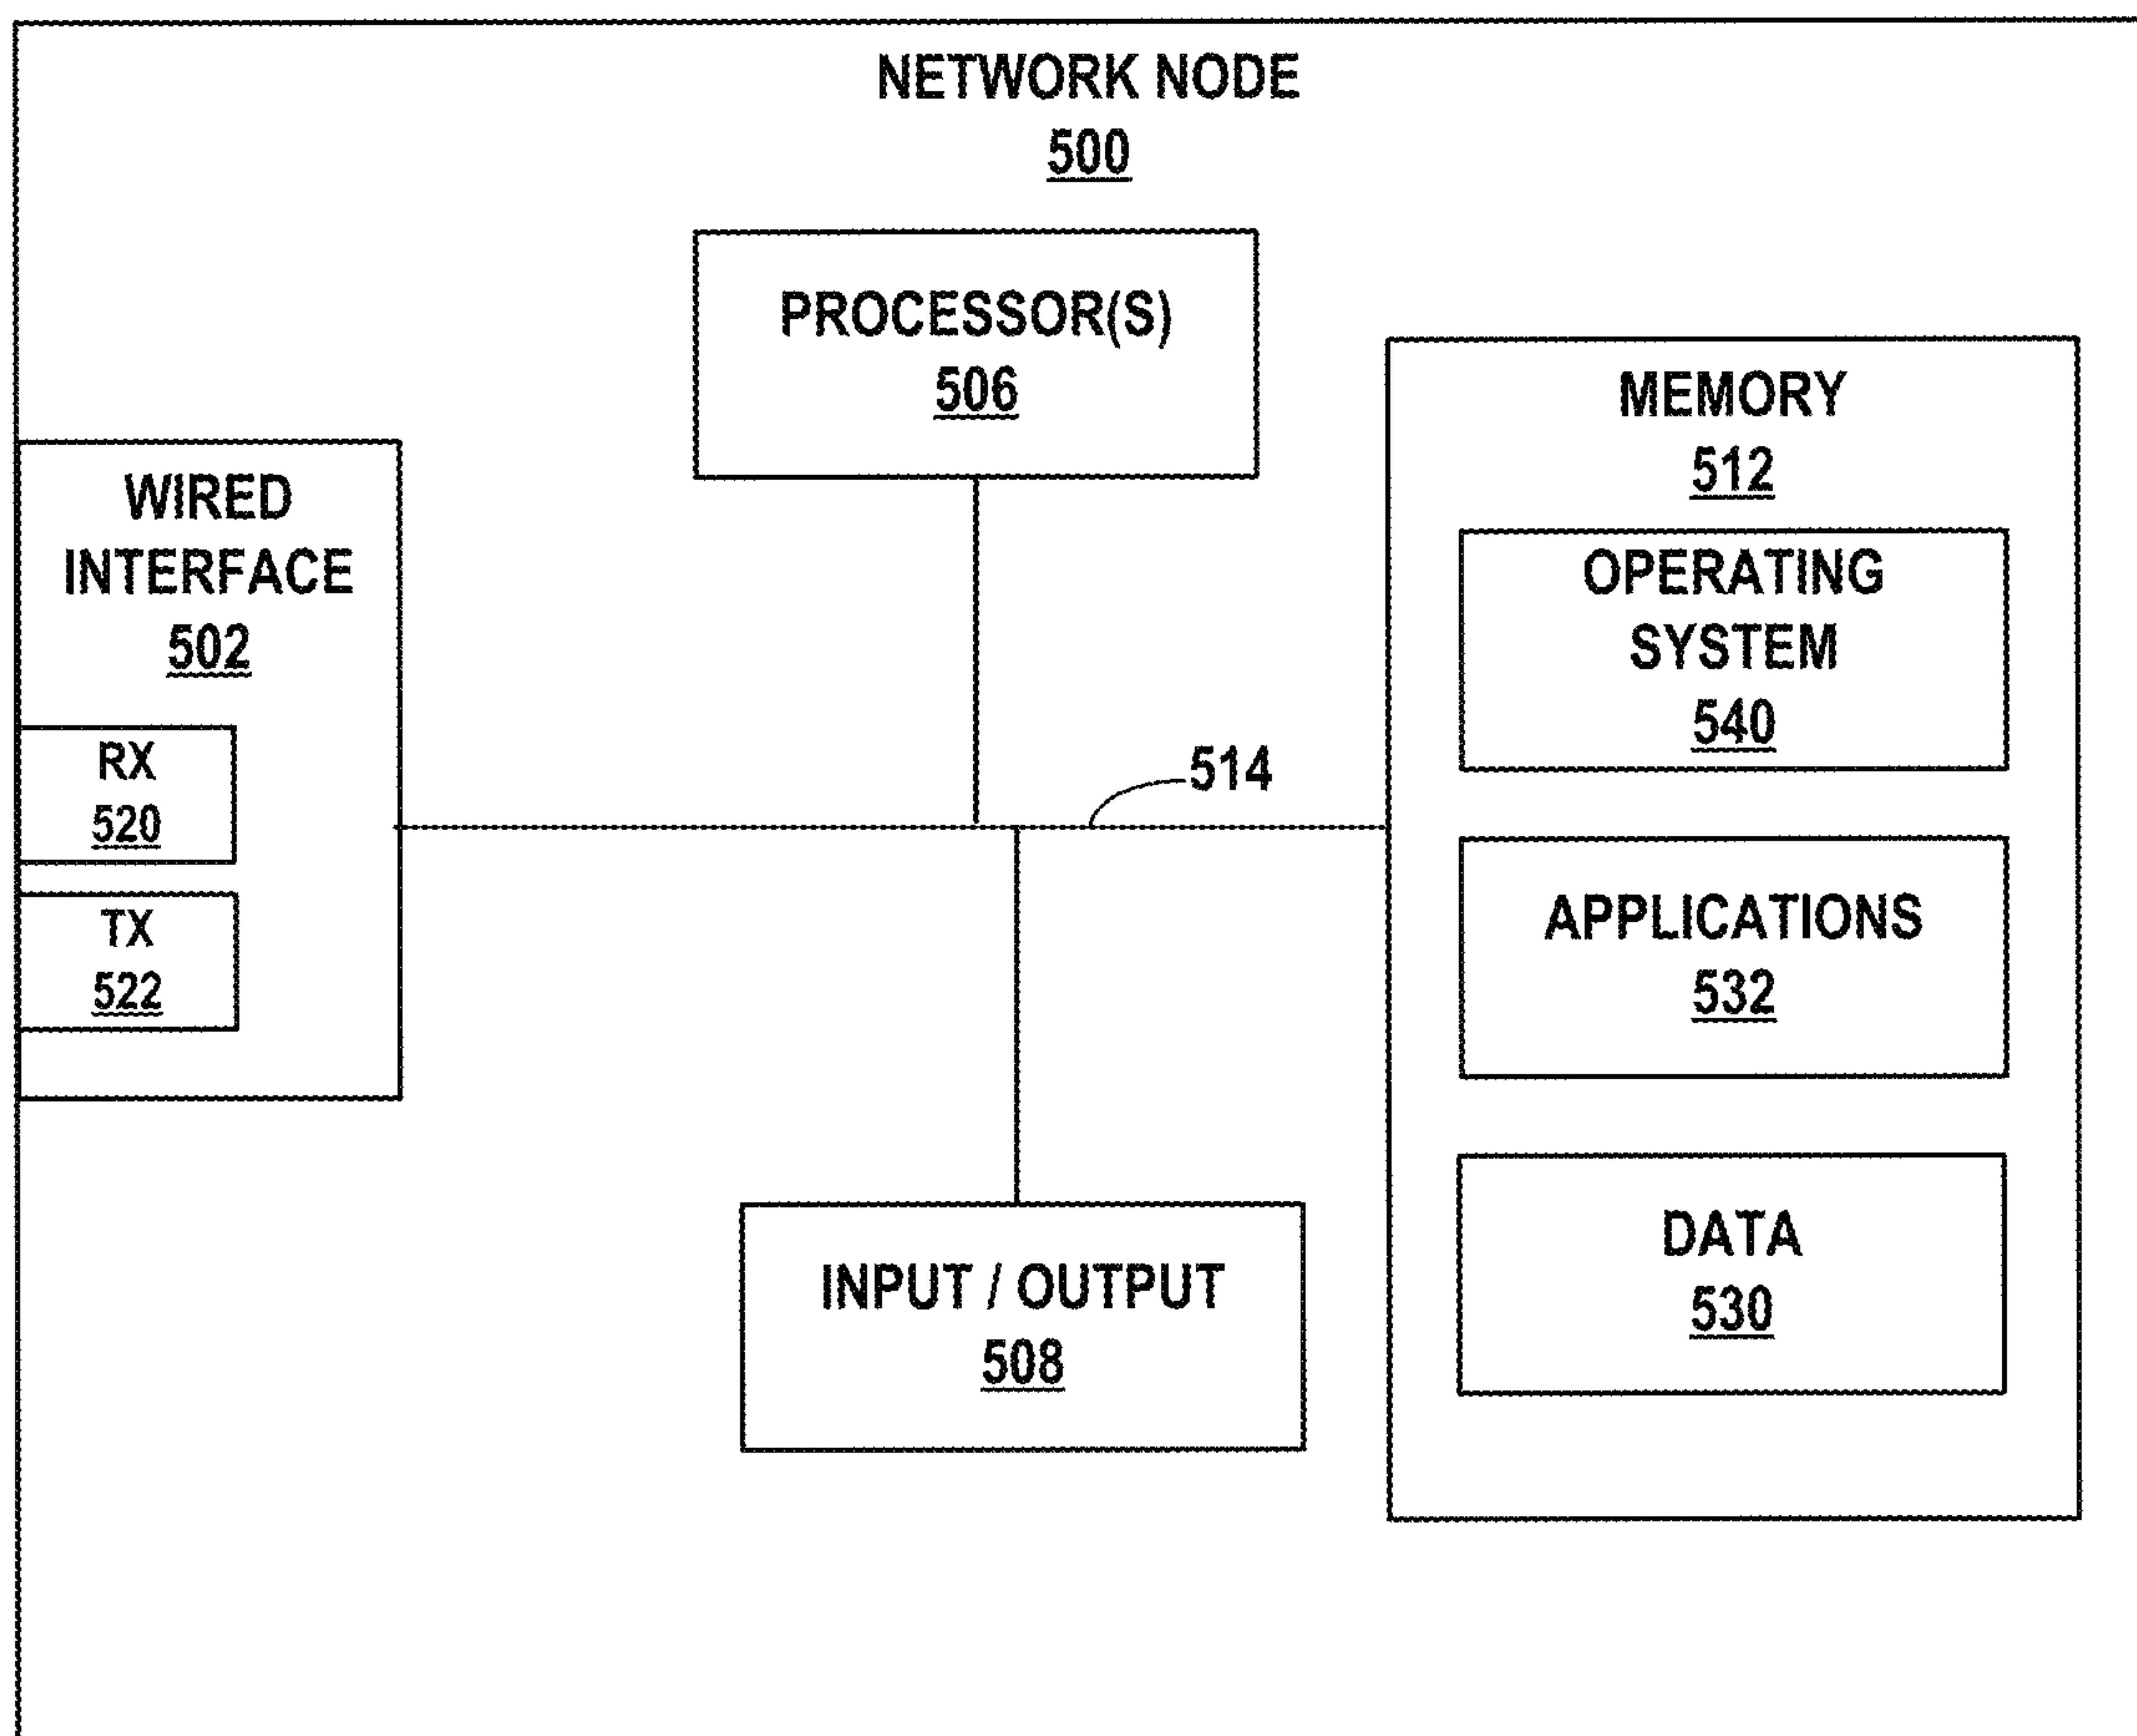 NETWORK NODE
500
PROCESSOR(S)
506
MEMORY
512
WIRED
INTERFACE
502
OPERATING
SYSTEM
540
RX
520
514
TX
522
APPLICATIONS
532
INPUT / OUTPUT
508
DATA
530